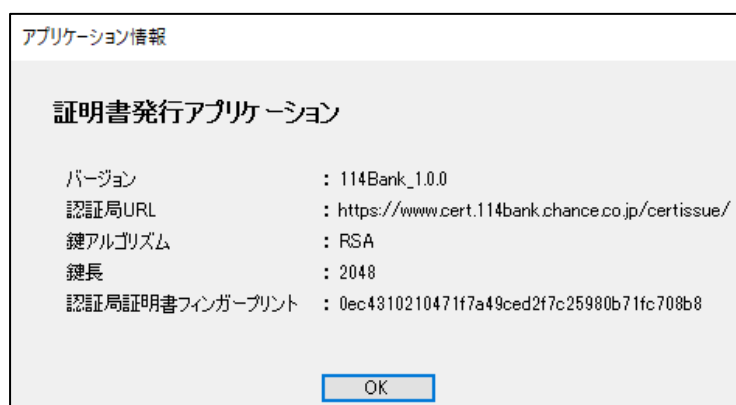 アプリケーション情報
証明書発行アプリケーション
バージョン : 114Bank_1.0.0
認証局URL : https://www.cert.114bank.chance.co.jp/certissue/
鍵アルゴリズム : RSA
鍵長 : 2048
認証局証明書フィンガープリント : 0ec4310210471f7a49ced2f7c25980b71fc708b8
OK